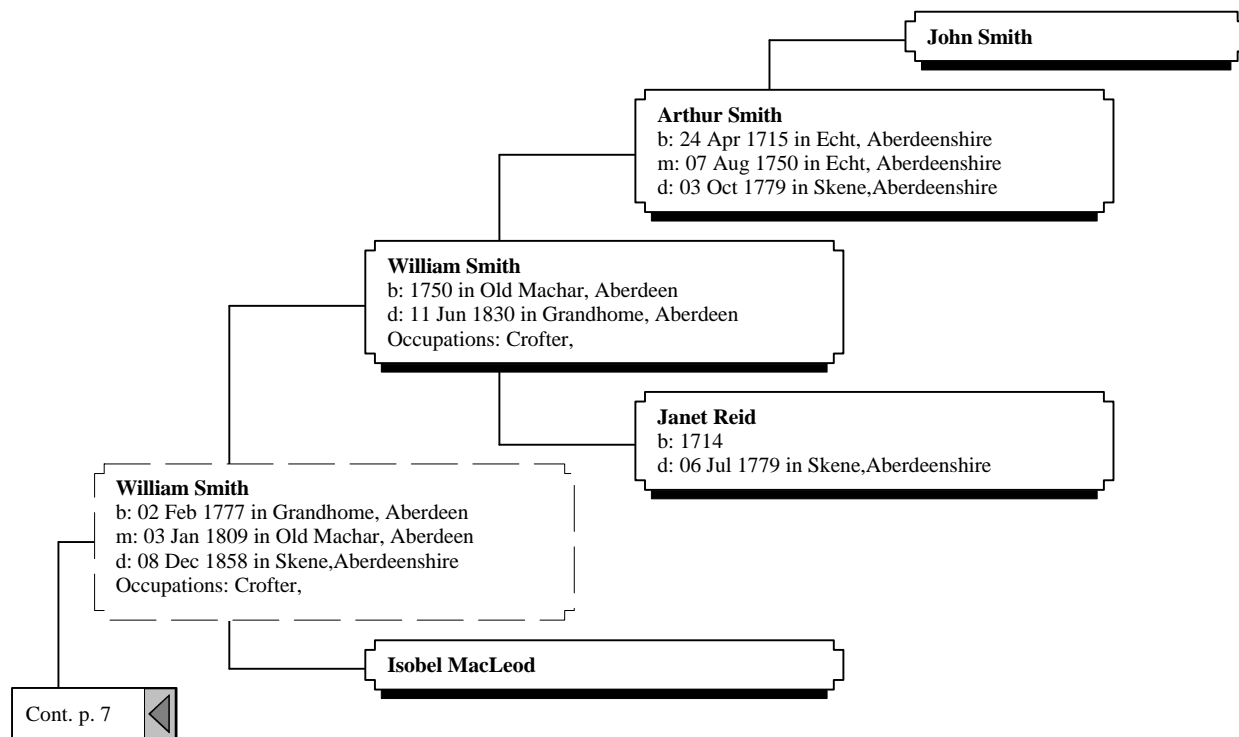 John Smith
Arthur Smith
b: 24 Apr 1715 in Echt, Aberdeenshire
m: 07 Aug 1750 in Echt, Aberdeenshire
d: 03 Oct 1779 in Skene,Aberdeenshire
William Smith
b: 1750 in Old Machar, Aberdeen
d: 11 Jun 1830 in Grandhome, Aberdeen
Occupations: Crofter,
Janet Reid
b: 1714
d: 06 Jul 1779 in Skene,Aberdeenshire
William Smith
b: 02 Feb 1777 in Grandhome, Aberdeen
m: 03 Jan 1809 in Old Machar, Aberdeen
d: 08 Dec 1858 in Skene,Aberdeenshire
Occupations: Crofter,
Isobel MacLeod
Cont. p. 7